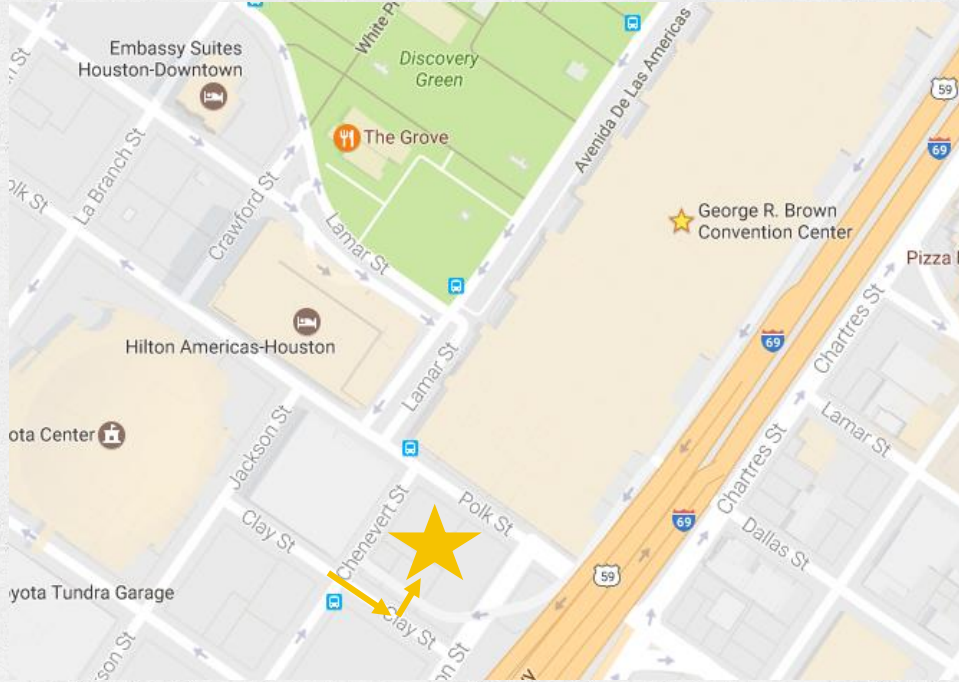 Embassy Suites
Houston-Downtown
White
Discovery
Green
The Grove
Avenida De Las Americas
59
69
La Branch St
Crawford St
Lamar St
George R. Brown
Convention Center
Pizza
Hilton Americas-Houston
Lamar St
69
Chartres St
Lamar St
ota Center
Jackson St
Chenevert St
Polk St
Clay St
Chartres St
69
Dallas St
59
yota Tundra Garage
Clay St
olk St
rson St
on St